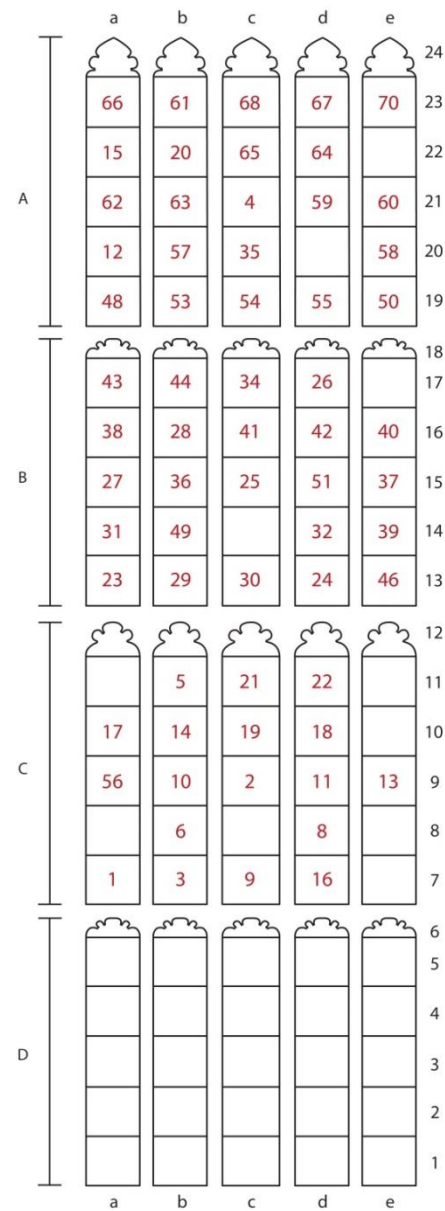 a b c d e
24
66 61 68 67 70 23
15 20 65 64 22
A
62 63 4 59 60 21
12 57 35 58 20
48 53 54 55 50 19
18
43 44 34 26 17
38 28 41 42 40 16
B
27 36 25 51 37 15
31 49 32 39 14
23 29 30 24 46 13
12
5 21 22 11
17 14 19 18 10
C
56 10 2 11 13 9
6 8 8
1 3 9 16 7
6
5
4
D
3
2
1
a b c d e